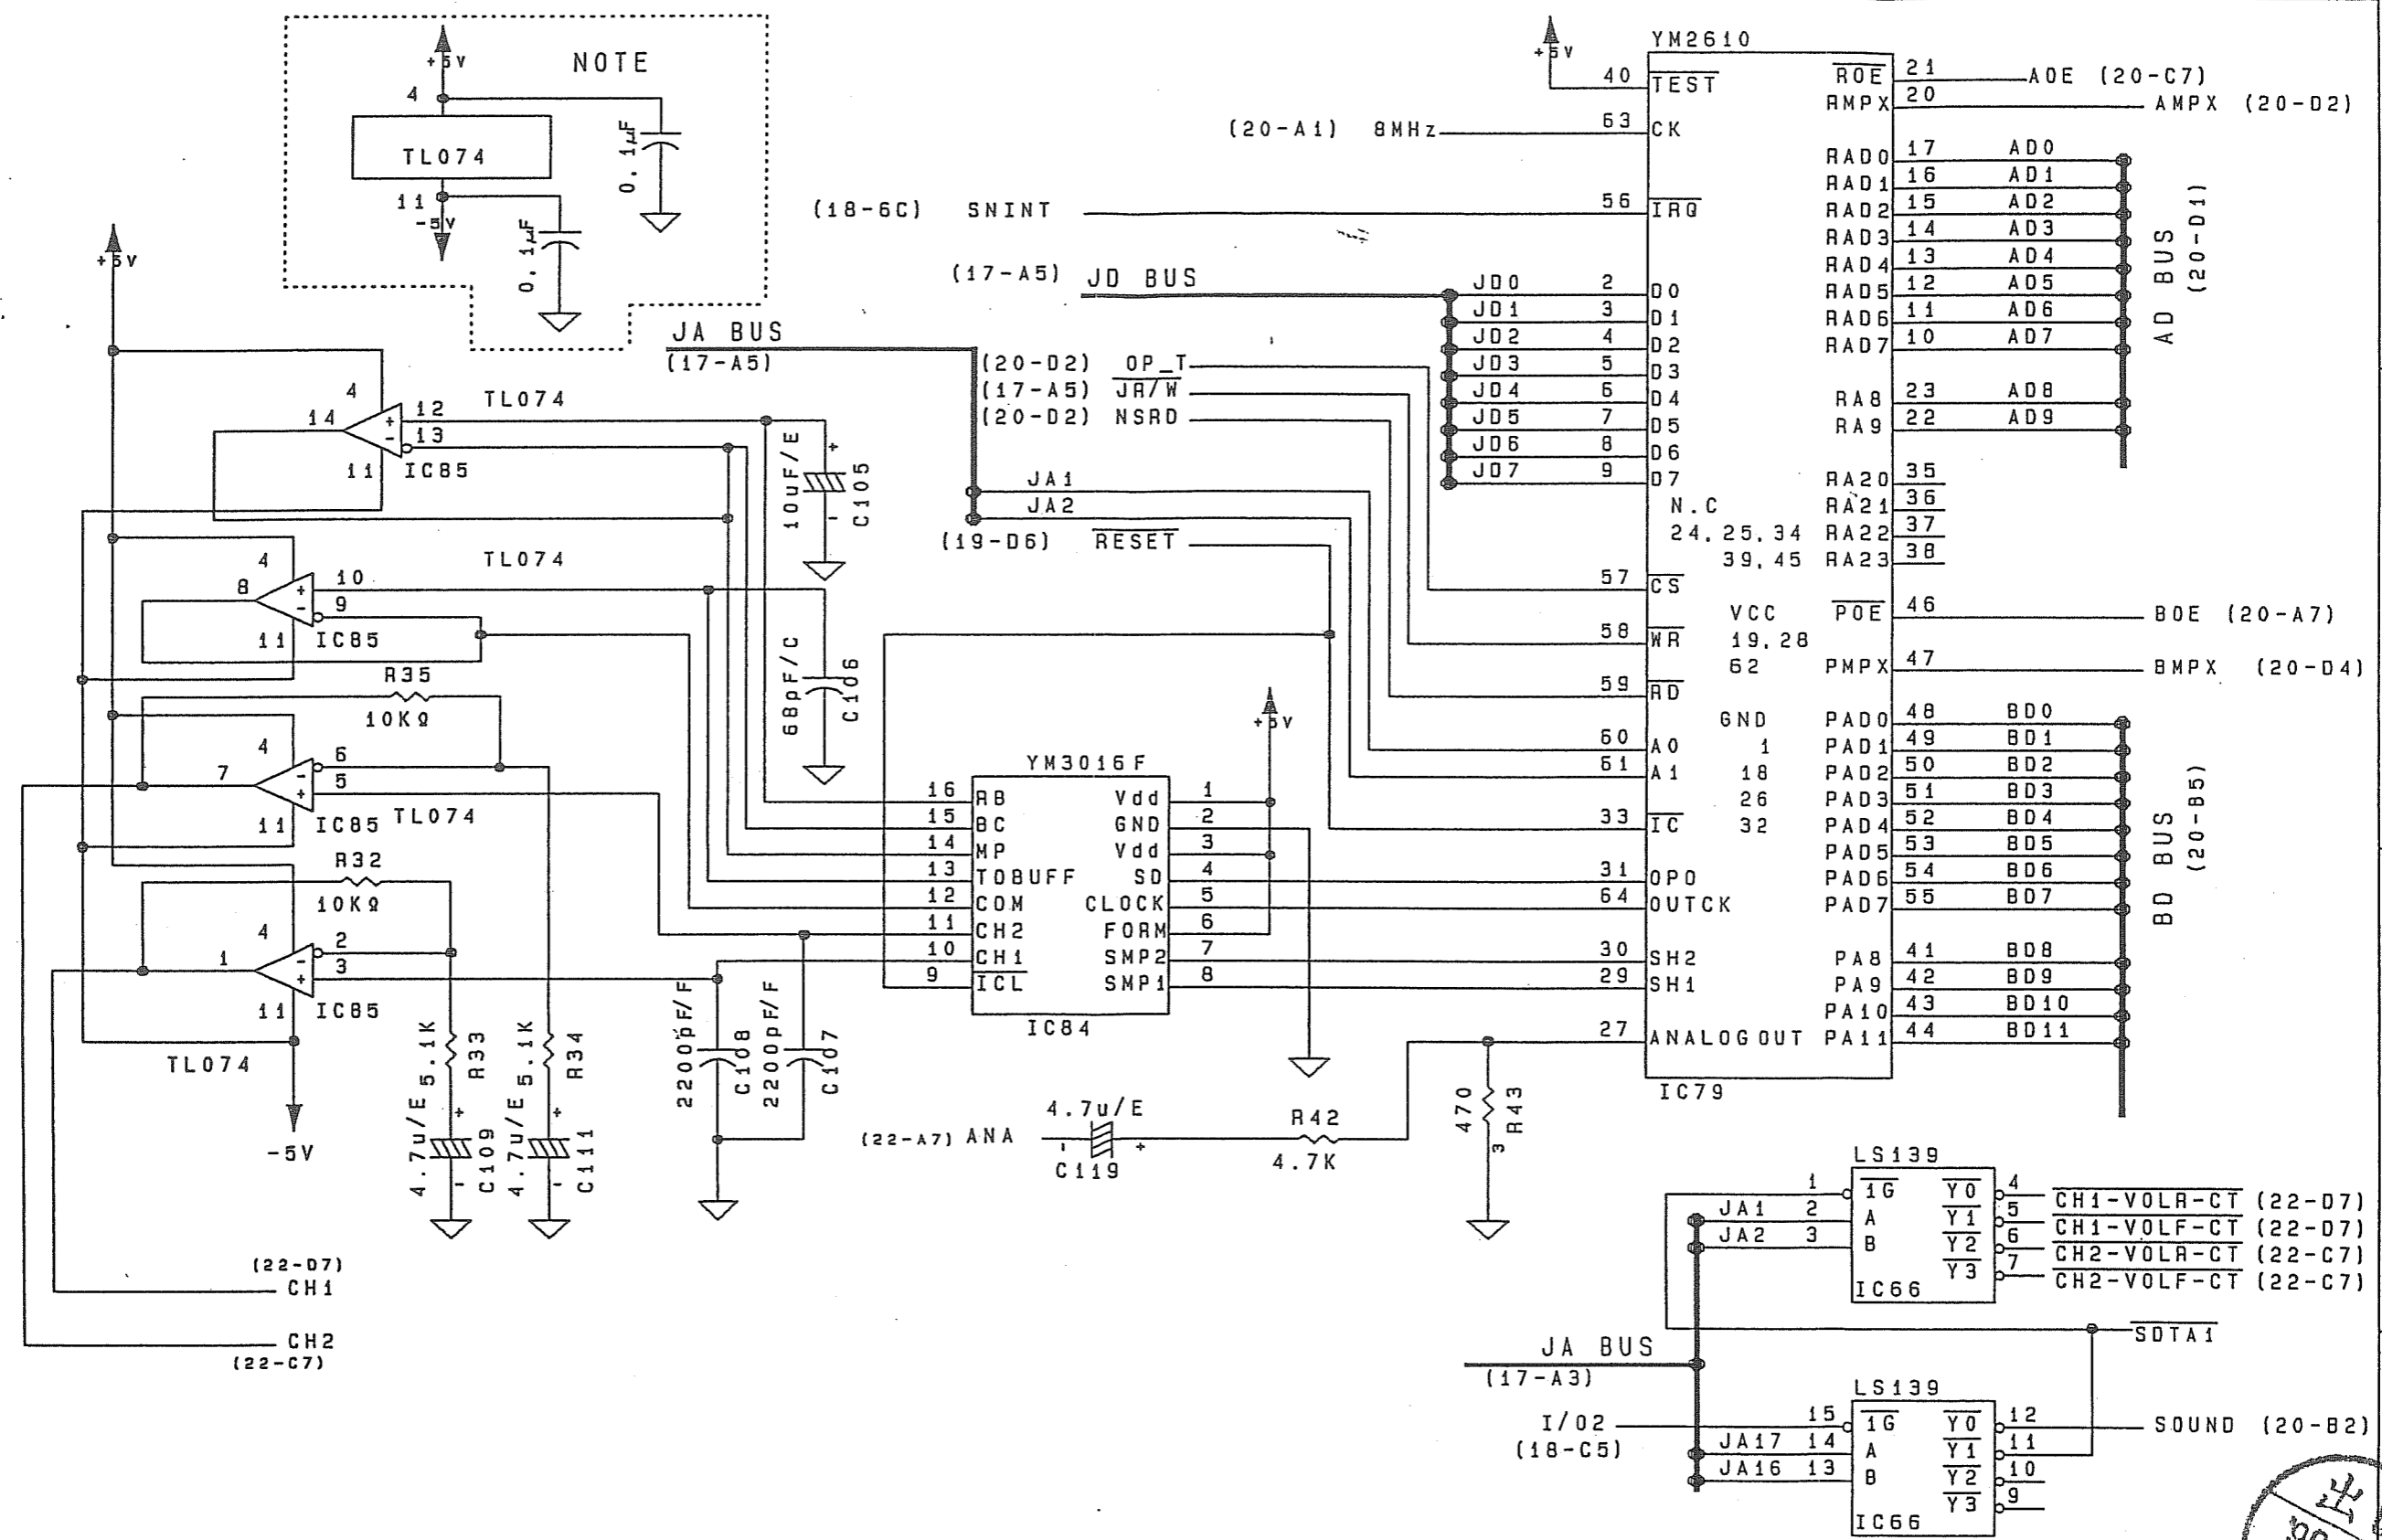 NOTE
+5V
4
TL074
0.1µF
11
-5V
0.1µF
+5V
JA BUS
(17-A5)
4
14
12
13
11
TL074
IC85
10uF/E
+
-
C105
4
8
10
9
11
TL074
IC85
68pF/C
C106
R35
10KΩ
4
7
6
5
11
IC85
TL074
R32
10KΩ
4
1
2
3
11
IC85
TL074
-5V
5.1K
R33
5.1K
R34
4.7u/E
+
-
C109
4.7u/E
+
-
C111
2200pF/F
C108
2200pF/F
C107
(22-D7)
CH1
CH2
(22-C7)
YM3016F
+5V
16 RB Vdd 1
15 BC GND 2
14 MP Vdd 3
13 TOBUFF SD 4
12 COM CLOCK 5
11 CH2 FORM 6
10 CH1 SMP2 7
9 ICL SMP1 8
IC84
(22-A7) ANA
4.7u/E
-
+
C119
R42
4.7K
470
R43
3
+5V
(20-A1) 8MHz
(18-6C) SNINT
(17-A5) JD BUS
JD0
JD1
JD2
JD3
JD4
JD5
JD6
JD7
(20-D2) OP_T
(17-A5) JR/W
(20-D2) NSRD
JA1
JA2
(19-D6) RESET
YM2610
40 TEST
63 CK
56 IRQ
2 D0
3 D1
4 D2
5 D3
6 D4
7 D5
8 D6
9 D7
57 CS
58 WR
59 RD
60 A0
61 A1
33 IC
31 OPO
64 OUTCK
30 SH2
29 SH1
27 ANALOGOUT
N.C
24,25,34
39,45
VCC
19,28
62
GND
1
18
26
32
ROE 21 AOE (20-C7)
RMPX 20 AMPX (20-D2)
RAD0 17 AD0
RAD1 16 AD1
RAD2 15 AD2
RAD3 14 AD3
RAD4 13 AD4
RAD5 12 AD5
RAD6 11 AD6
RAD7 10 AD7
RA8 23 AD8
RA9 22 AD9
AD BUS
(20-D1)
RA20 35
RA21 36
RA22 37
RA23 38
POE 46 BOE (20-A7)
PMPX 47 BMPX (20-D4)
PAD0 48 BD0
PAD1 49 BD1
PAD2 50 BD2
PAD3 51 BD3
PAD4 52 BD4
PAD5 53 BD5
PAD6 54 BD6
PAD7 55 BD7
PA8 41 BD8
PA9 42 BD9
PA10 43 BD10
PA11 44 BD11
BD BUS
(20-B5)
IC79
LS139
1 1G Y0 4 CH1-VOLR-CT (22-D7)
JA1 2 A Y1 5 CH1-VOLF-CT (22-D7)
JA2 3 B Y2 6 CH2-VOLR-CT (22-C7)
Y3 7 CH2-VOLF-CT (22-C7)
IC66
SDTA1
JA BUS
(17-A3)
LS139
I/O2 15 1G Y0 12 SOUND (20-B2)
(18-C5)
JA17 14 A Y1 11
JA16 13 B Y2 10
Y3 9
IC66
出